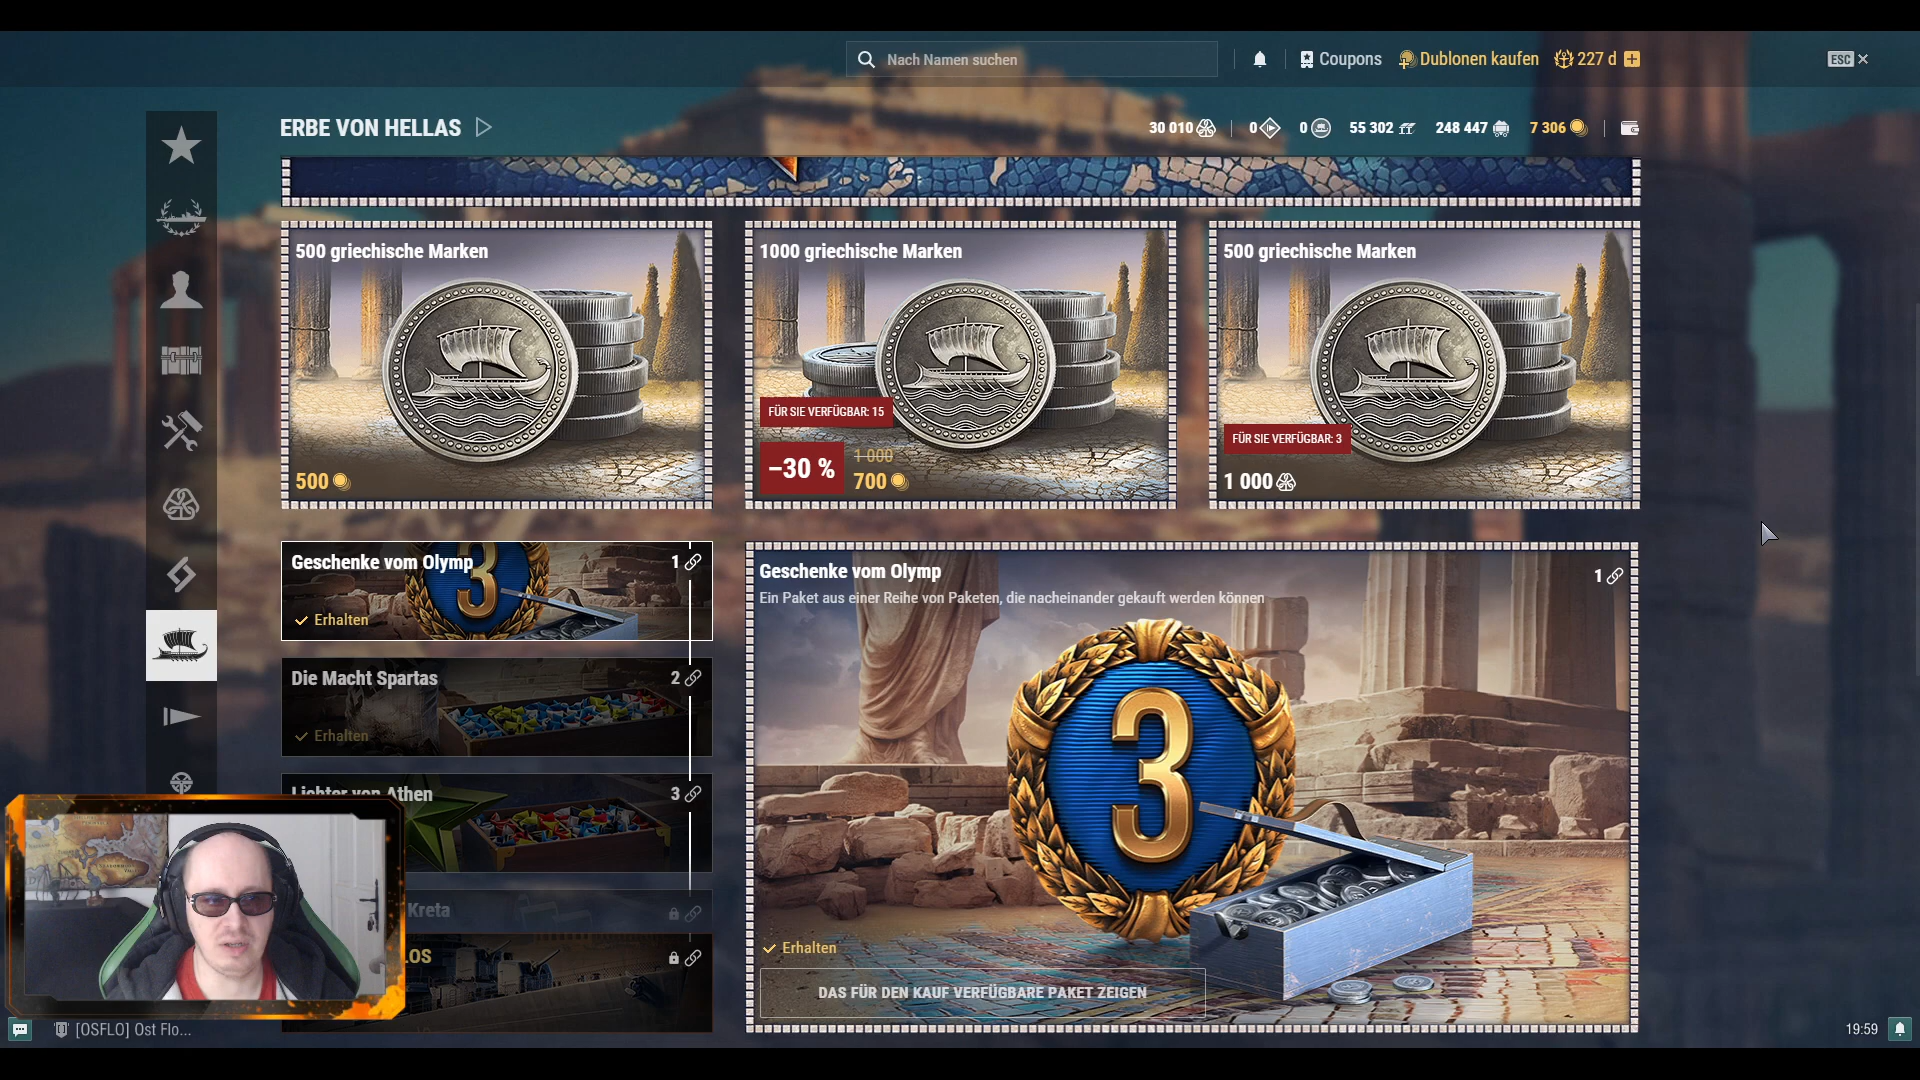 Nach Namen suchen
Coupons
Dublonen kaufen
227 d
ESC
ERBE VON HELLAS
30 010
0
0
55 302
248 447
7 306
500 griechische Marken
500
1000 griechische Marken
FÜR SIE VERFÜGBAR: 15
–30 %
1 000
700
500 griechische Marken
FÜR SIE VERFÜGBAR: 3
1 000
Geschenke vom Olymp
1
Erhalten
Die Macht Spartas
2
Erhalten
Lichter von Athen
3
Kreta
LOS
Geschenke vom Olymp
1
Ein Paket aus einer Reihe von Paketen, die nacheinander gekauft werden können
3
Erhalten
DAS FÜR DEN KAUF VERFÜGBARE PAKET ZEIGEN
[OSFLO] Ost Flo...
19:59